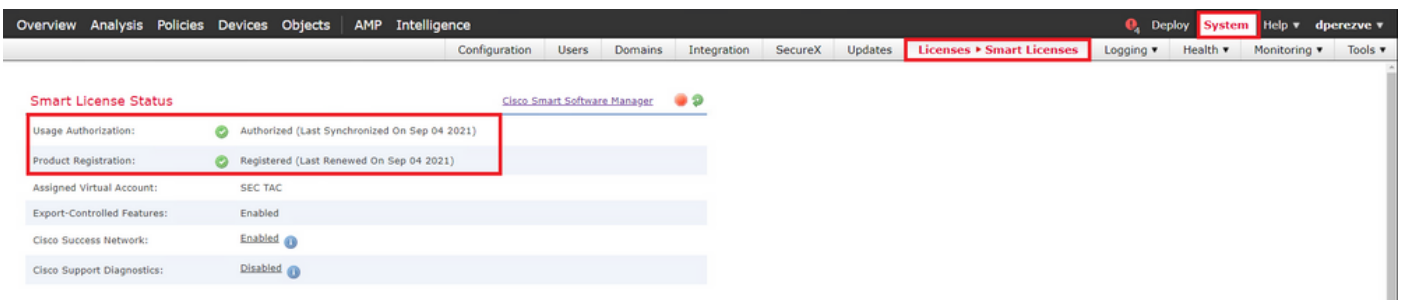 Overview Analysis Policies Devices Objects AMP Intelligence 4 Deploy System Help ▾ dperezve ▾
Configuration Users Domains Integration SecureX Updates Licenses ▸ Smart Licenses Logging ▾ Health ▾ Monitoring ▾ Tools ▾
Smart License Status Cisco Smart Software Manager
Usage Authorization: Authorized (Last Synchronized On Sep 04 2021)
Product Registration: Registered (Last Renewed On Sep 04 2021)
Assigned Virtual Account: SEC TAC
Export-Controlled Features: Enabled
Cisco Success Network: Enabled
Cisco Support Diagnostics: Disabled